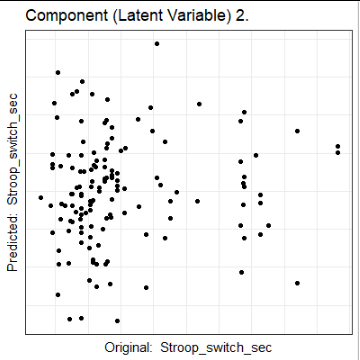 Component (Latent Variable) 2.
Predicted: Stroop_switch_sec
Original: Stroop_switch_sec